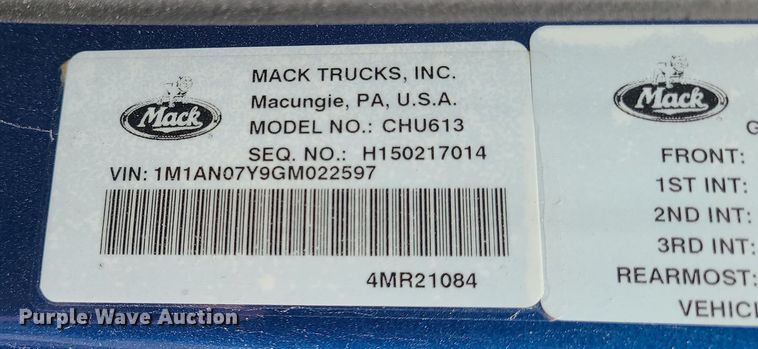 Mack
MACK TRUCKS, INC.
Macungie, PA, U.S.A.
MODEL NO.: CHU613
SEQ. NO.: H150217014
VIN: 1M1AN07Y9GM022597
4MR21084
Mack
G
FRONT:
1ST INT:
2ND INT:
3RD INT:
REARMOST:
VEHICL
Purple Wave Auction